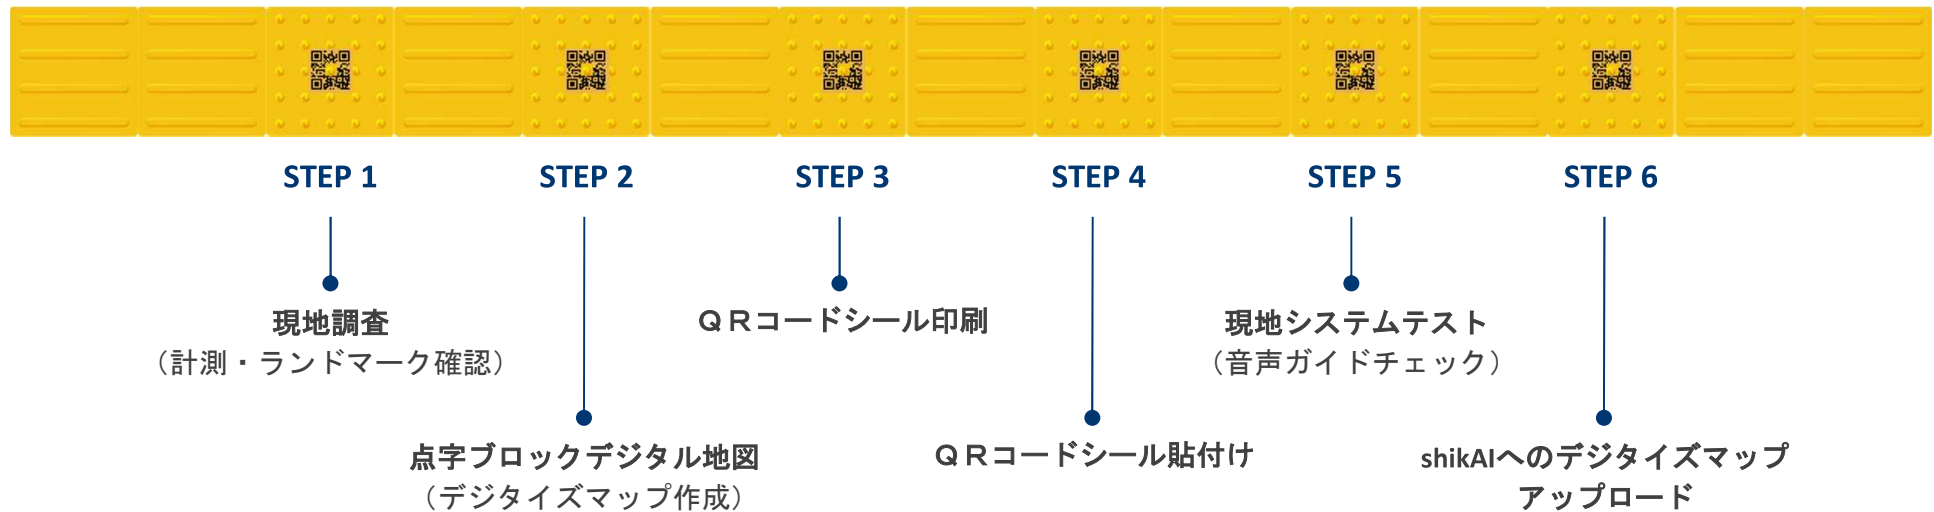 STEP 1
現地調査
（計測・ランドマーク確認）
STEP 2
点字ブロックデジタル地図
（デジタイズマップ作成）
STEP 3
ＱＲコードシール印刷
STEP 4
ＱＲコードシール貼付け
STEP 5
現地システムテスト
（音声ガイドチェック）
STEP 6
shikAIへのデジタイズマップ
アップロード